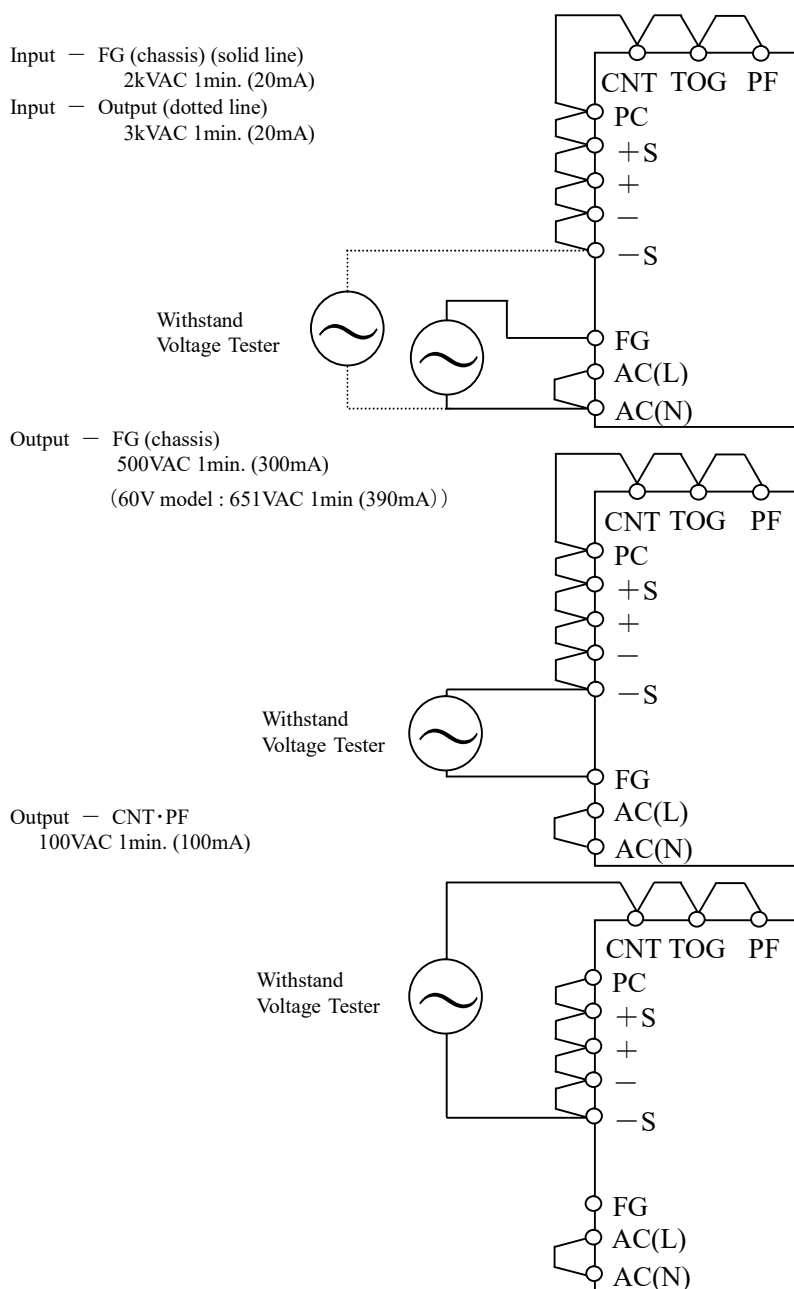 Input － FG (chassis) (solid line)
2kVAC 1min. (20mA)
Input － Output (dotted line)
3kVAC 1min. (20mA)
CNT TOG PF
PC
＋S
＋
－
－S
Withstand
Voltage Tester
FG
AC(L)
AC(N)
Output － FG (chassis)
500VAC 1min. (300mA)
(60V model : 651VAC 1min (390mA))
CNT TOG PF
PC
＋S
＋
－
－S
Withstand
Voltage Tester
FG
AC(L)
AC(N)
Output － CNT･PF
100VAC 1min. (100mA)
CNT TOG PF
PC
＋S
＋
－
－S
Withstand
Voltage Tester
FG
AC(L)
AC(N)